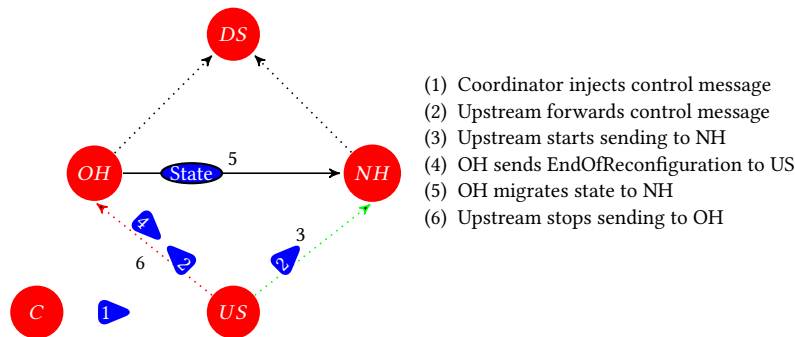 DS
(1) Coordinator injects control message
(2) Upstream forwards control message
(3) Upstream starts sending to NH
(4) OH sends EndOfReconfiguration to US
(5) OH migrates state to NH
(6) Upstream stops sending to OH
5
OH
State
NH
4
3
6
2
2
C
1
US